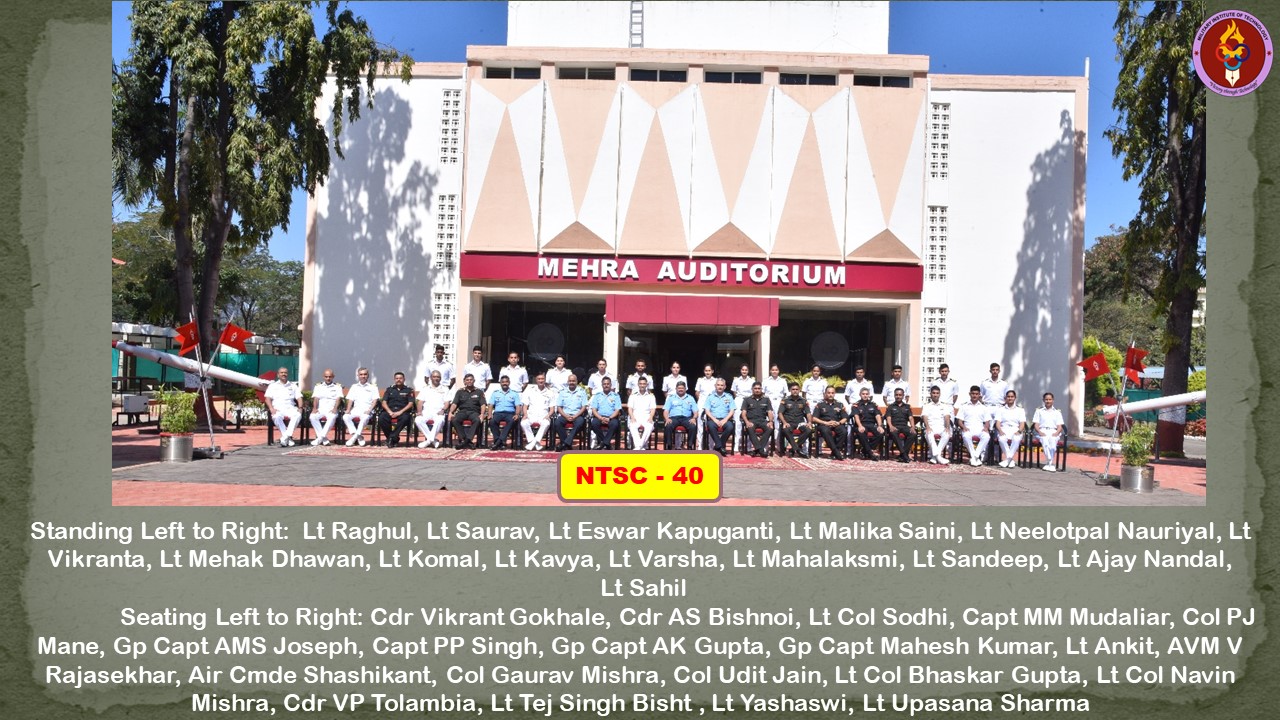 MILITARY INSTITUTE OF TECHNOLOGY
MEHRA AUDITORIUM
NTSC - 40
Standing Left to Right:  Lt Raghul, Lt Saurav, Lt Eswar Kapuganti, Lt Malika Saini, Lt Neelotpal Nauriyal, Lt
Vikranta, Lt Mehak Dhawan, Lt Komal, Lt Kavya, Lt Varsha, Lt Mahalaksmi, Lt Sandeep, Lt Ajay Nandal,
Lt Sahil
Seating Left to Right: Cdr Vikrant Gokhale, Cdr AS Bishnoi, Lt Col Sodhi, Capt MM Mudaliar, Col PJ
Mane, Gp Capt AMS Joseph, Capt PP Singh, Gp Capt AK Gupta, Gp Capt Mahesh Kumar, Lt Ankit, AVM V
Rajasekhar, Air Cmde Shashikant, Col Gaurav Mishra, Col Udit Jain, Lt Col Bhaskar Gupta, Lt Col Navin
Mishra, Cdr VP Tolambia, Lt Tej Singh Bisht , Lt Yashaswi, Lt Upasana Sharma